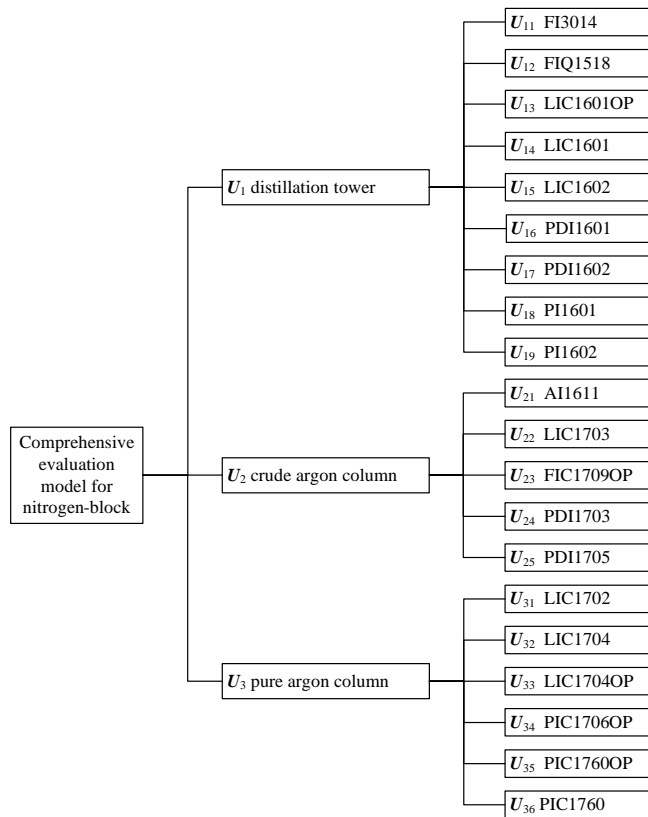 Comprehensive
evaluation
model for
nitrogen-block
U₁ distillation tower
U₁₁ FI3014
U₁₂ FIQ1518
U₁₃ LIC1601OP
U₁₄ LIC1601
U₁₅ LIC1602
U₁₆ PDI1601
U₁₇ PDI1602
U₁₈ PI1601
U₁₉ PI1602
U₂ crude argon column
U₂₁ AI1611
U₂₂ LIC1703
U₂₃ FIC1709OP
U₂₄ PDI1703
U₂₅ PDI1705
U₃ pure argon column
U₃₁ LIC1702
U₃₂ LIC1704
U₃₃ LIC1704OP
U₃₄ PIC1706OP
U₃₅ PIC1760OP
U₃₆ PIC1760